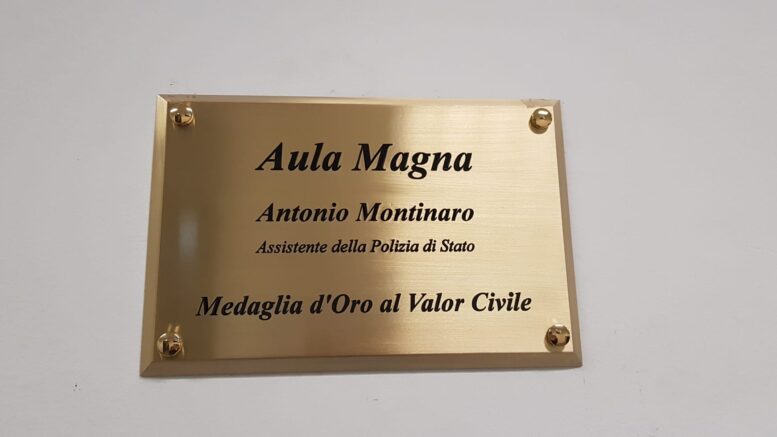 Aula Magna
Antonio Montinaro
Assistente della Polizia di Stato
Medaglia d'Oro al Valor Civile